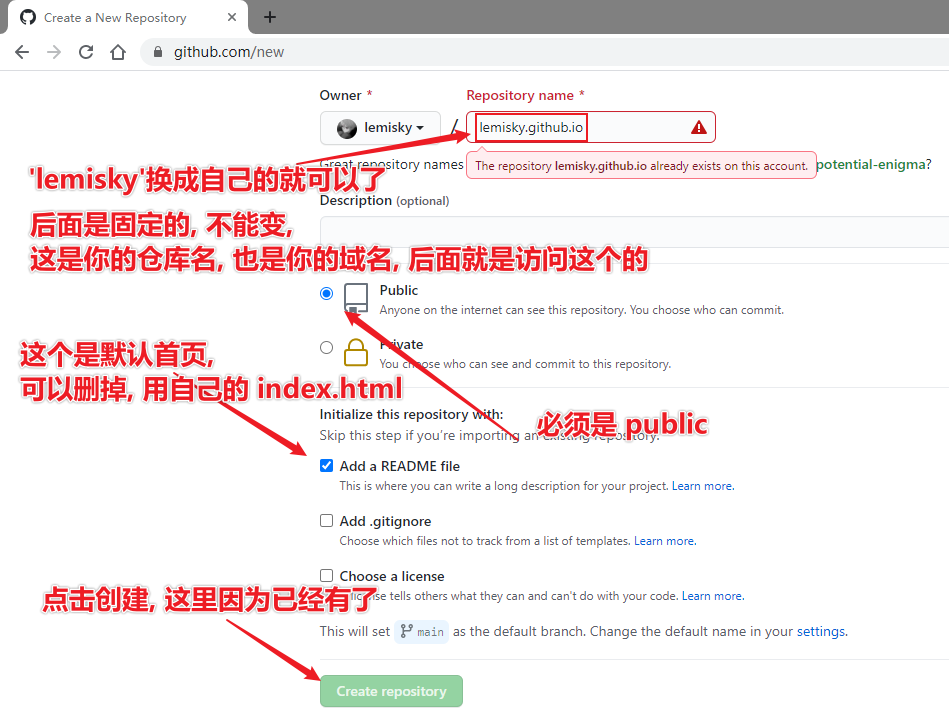 Create a New Repository
github.com/new
Owner *
Repository name *
lemisky
/
lemisky.github.io
Great repository names
The repository lemisky.github.io already exists on this account.
potential-enigma?
'lemisky'换成自己的就可以了
Description (optional)
后面是固定的, 不能变,
这是你的仓库名, 也是你的域名, 后面就是访问这个的
Public
Anyone on the internet can see this repository. You choose who can commit.
Private
You choose who can see and commit to this repository.
这个是默认首页,
可以删掉, 用自己的 index.html
Initialize this repository with:
必须是 public
Skip this step if you're importing an existing repository.
Add a README file
This is where you can write a long description for your project. Learn more.
Add .gitignore
Choose which files not to track from a list of templates. Learn more.
Choose a license
点击创建, 这里因为已经有了
license tells others what they can and can't do with your code. Learn more.
This will set main as the default branch. Change the default name in your settings.
Create repository